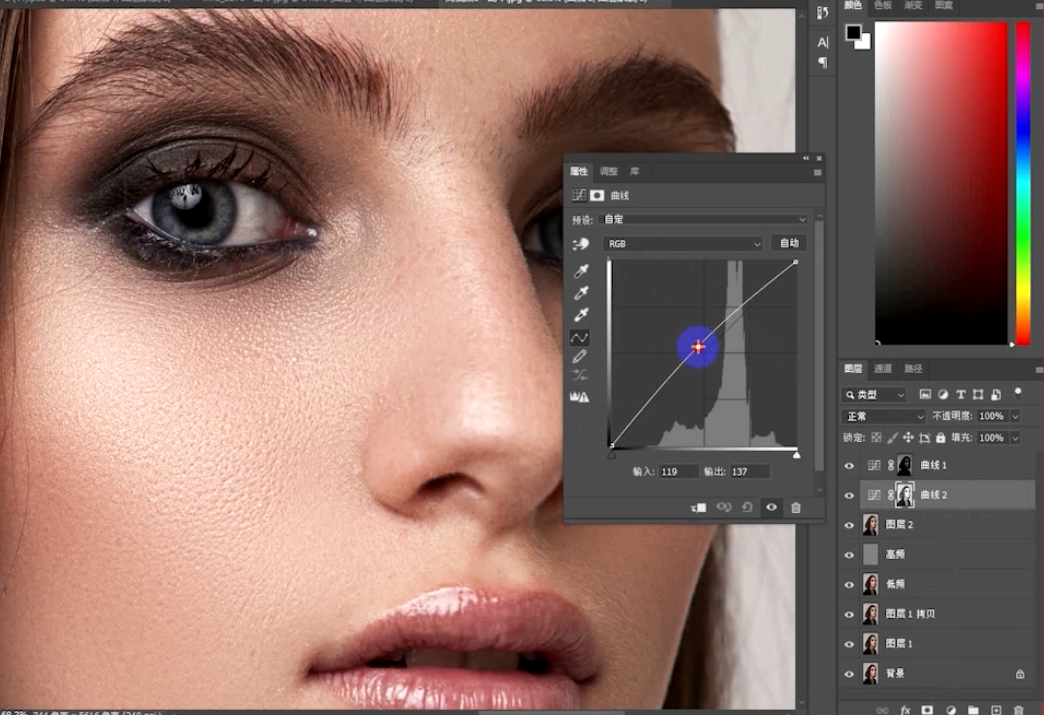 颜色 色板 渐变 图案
属性 调整 库
曲线
预设: 自定
RGB 自动
输入: 119 输出: 137
图层 通道 路径
类型
正常 不透明度: 100%
锁定: 填充: 100%
曲线 1
曲线 2
图层 2
高频
低频
图层 1 拷贝
图层 1
背景
fx